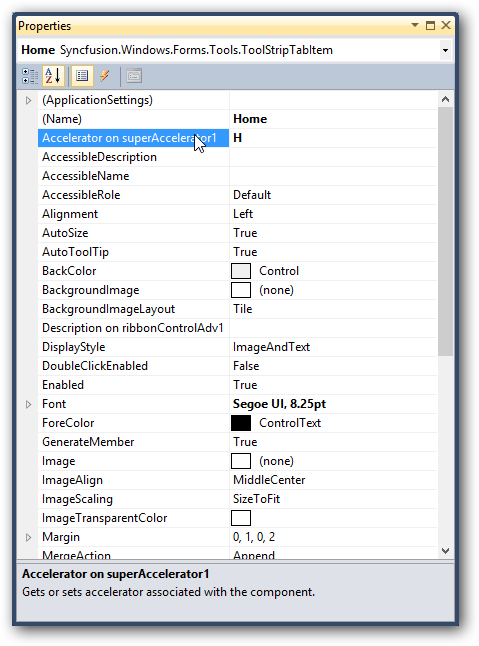 Properties
Home Syncfusion.Windows.Forms.Tools.ToolStripTabItem
(ApplicationSettings)
(Name) Home
Accelerator on superAccelerator1 H
AccessibleDescription
AccessibleName
AccessibleRole Default
Alignment Left
AutoSize True
AutoToolTip True
BackColor Control
BackgroundImage (none)
BackgroundImageLayout Tile
Description on ribbonControlAdv1
DisplayStyle ImageAndText
DoubleClickEnabled False
Enabled True
Font Segoe UI, 8.25pt
ForeColor ControlText
GenerateMember True
Image (none)
ImageAlign MiddleCenter
ImageScaling SizeToFit
ImageTransparentColor
Margin 0, 1, 0, 2
MergeAction Append
Accelerator on superAccelerator1
Gets or sets accelerator associated with the component.